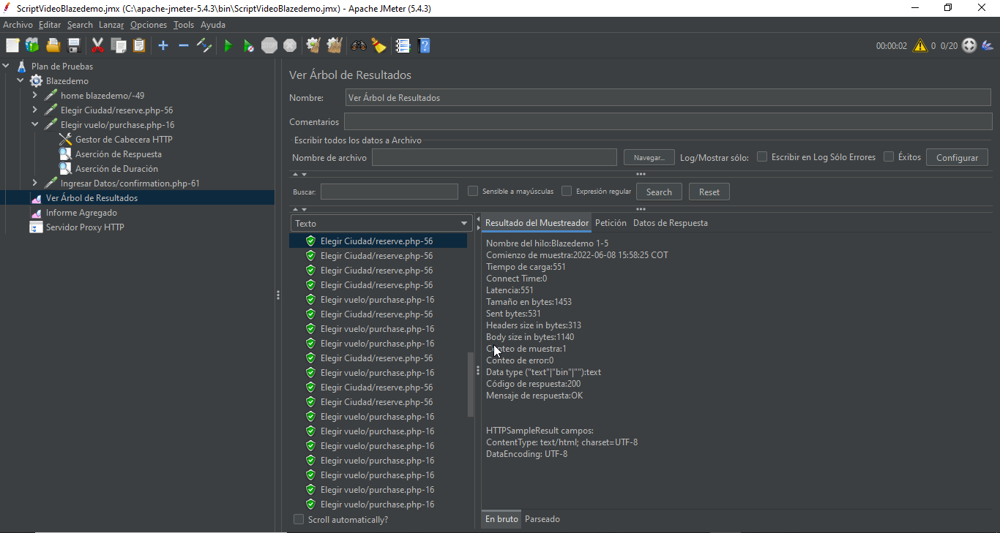 ScriptVideoBlazedemo.jmx (C:\apache-jmeter-5.4.3\bin\ScriptVideoBlazedemo.jmx) - Apache JMeter (5.4.3)
Archivo Editar Search Lanzar Opciones Tools Ayuda
STOP 00:00:02 0 0/20
Plan de Pruebas
Blazedemo
home blazedemo/-49
Elegir Ciudad/reserve.php-56
Elegir vuelo/purchase.php-16
Gestor de Cabecera HTTP
Aserción de Respuesta
Aserción de Duración
Ingresar Datos/confirmation.php-61
Ver Árbol de Resultados
Informe Agregado
Servidor Proxy HTTP
Ver Árbol de Resultados
Nombre: Ver Árbol de Resultados
Comentarios
Escribir todos los datos a Archivo
Nombre de archivo Navegar... Log/Mostrar sólo: Escribir en Log Sólo Errores Éxitos Configurar
Buscar: Sensible a mayúsculas Expresión regular Search Reset
Texto
Elegir Ciudad/reserve.php-56
Elegir Ciudad/reserve.php-56
Elegir Ciudad/reserve.php-56
Elegir Ciudad/reserve.php-56
Elegir vuelo/purchase.php-16
Elegir Ciudad/reserve.php-56
Elegir vuelo/purchase.php-16
Elegir vuelo/purchase.php-16
Elegir Ciudad/reserve.php-56
Elegir vuelo/purchase.php-16
Elegir Ciudad/reserve.php-56
Elegir Ciudad/reserve.php-56
Elegir vuelo/purchase.php-16
Elegir vuelo/purchase.php-16
Elegir vuelo/purchase.php-16
Elegir vuelo/purchase.php-16
Elegir vuelo/purchase.php-16
Elegir vuelo/purchase.php-16
Elegir vuelo/purchase.php-16
Scroll automatically?
Resultado del Muestreador Petición Datos de Respuesta
Nombre del hilo:Blazedemo 1-5
Comienzo de muestra:2022-06-08 15:58:25 COT
Tiempo de carga:551
Connect Time:0
Latencia:551
Tamaño en bytes:1453
Sent bytes:531
Headers size in bytes:313
Body size in bytes:1140
Conteo de muestra:1
Conteo de error:0
Data type ("text"|"bin"|""):text
Código de respuesta:200
Mensaje de respuesta:OK
HTTPSampleResult campos:
ContentType: text/html; charset=UTF-8
DataEncoding: UTF-8
En bruto Parseado